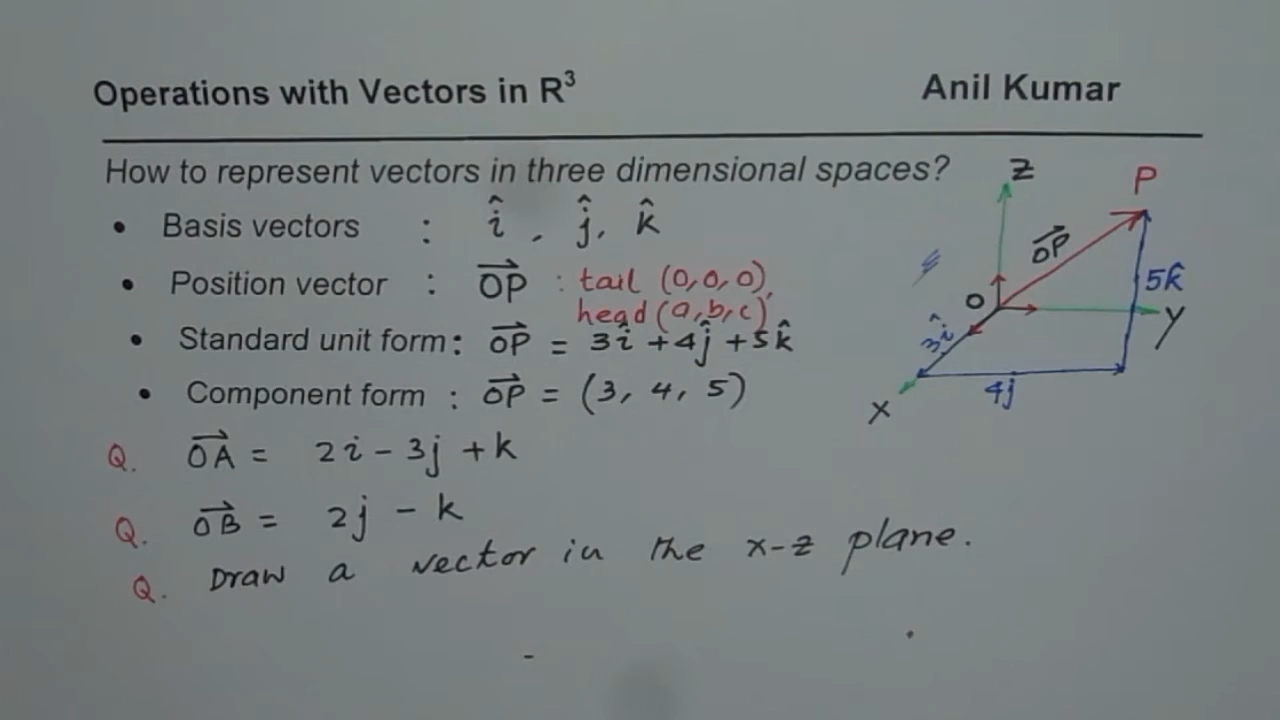 Operations with Vectors in R³
Anil Kumar
How to represent vectors in three dimensional spaces?
• Basis vectors : î , ĵ, k̂
• Position vector : OP⃗ : tail (0,0,0),
head (a,b,c)
• Standard unit form: OP⃗ = 3î + 4ĵ + 5k̂
• Component form : OP⃗ = (3, 4, 5)
Q. OA⃗ = 2i - 3j + k
Q. OB⃗ = 2j - k
Q. Draw a vector in the x-z plane.
Z
P
OP⃗
5k̂
O
Y
3î
4j
X